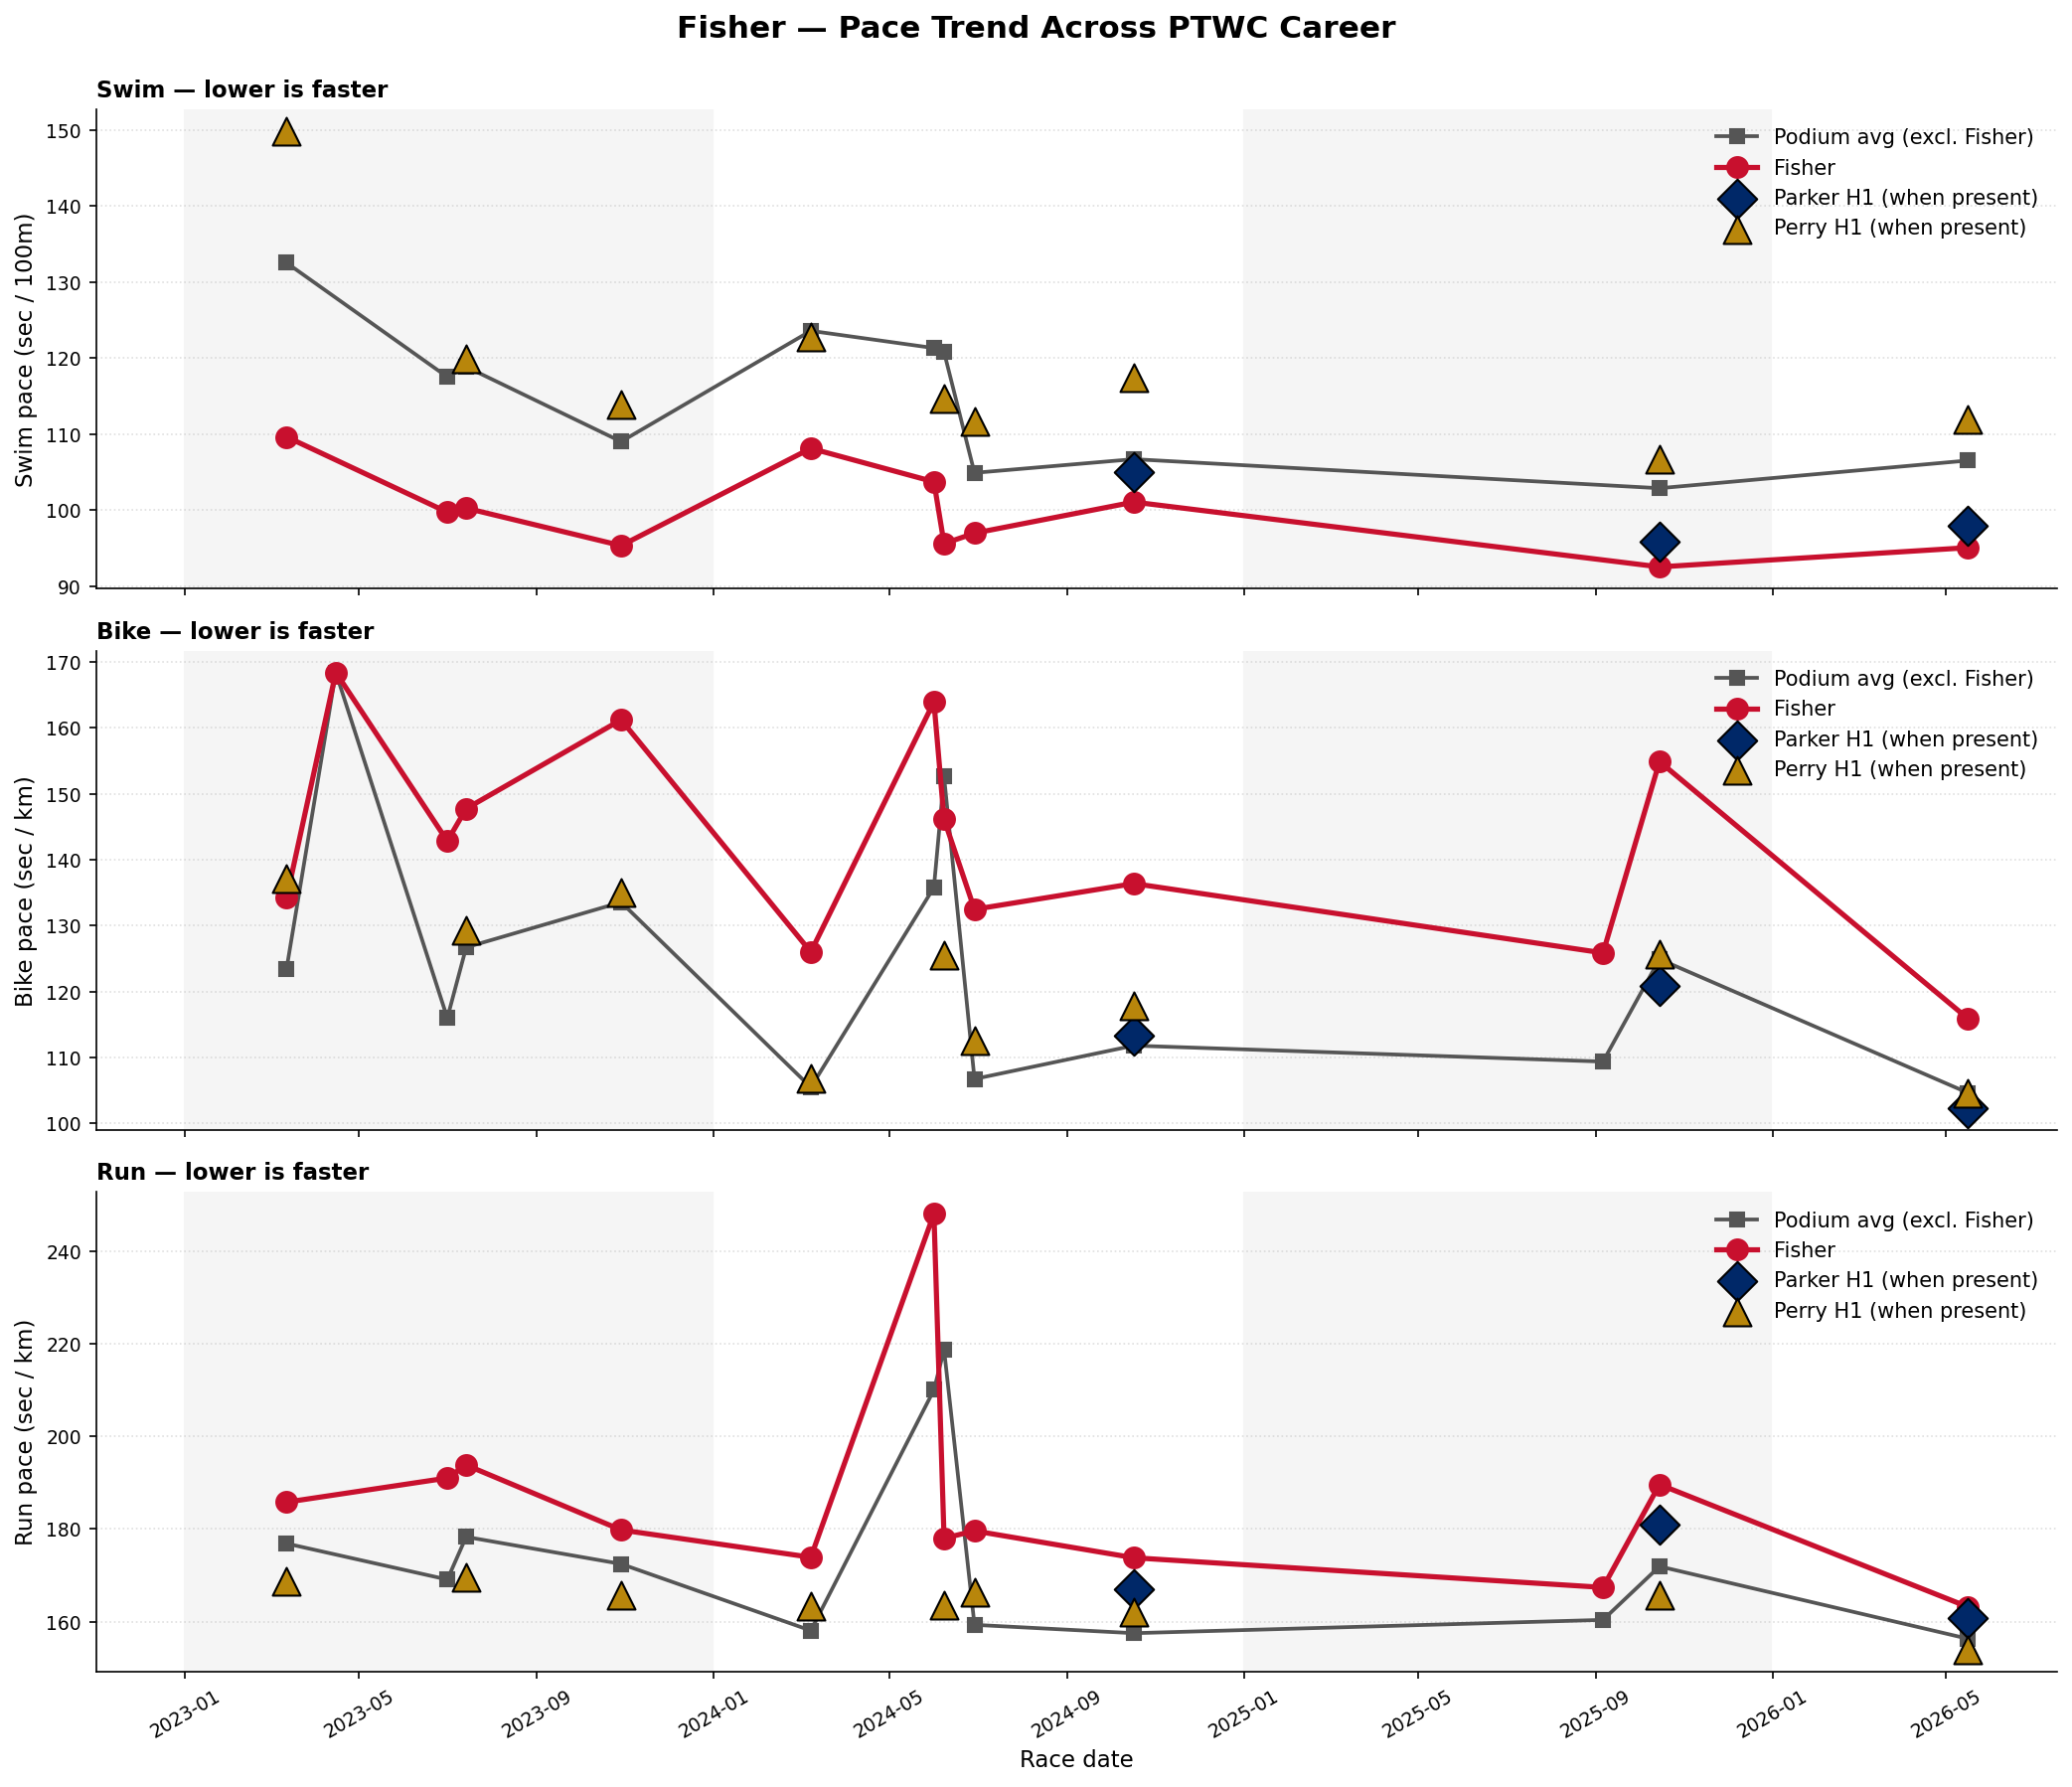 Fisher — Pace Trend Across PTWC Career
Swim — lower is faster
Swim pace (sec / 100m)
150
140
130
120
110
100
90
Podium avg (excl. Fisher)
Fisher
Parker H1 (when present)
Perry H1 (when present)
Bike — lower is faster
Bike pace (sec / km)
170
160
150
140
130
120
110
100
Podium avg (excl. Fisher)
Fisher
Parker H1 (when present)
Perry H1 (when present)
Run — lower is faster
Run pace (sec / km)
240
220
200
180
160
Podium avg (excl. Fisher)
Fisher
Parker H1 (when present)
Perry H1 (when present)
2023-01
2023-05
2023-09
2024-01
2024-05
2024-09
2025-01
2025-05
2025-09
2026-01
2026-05
Race date